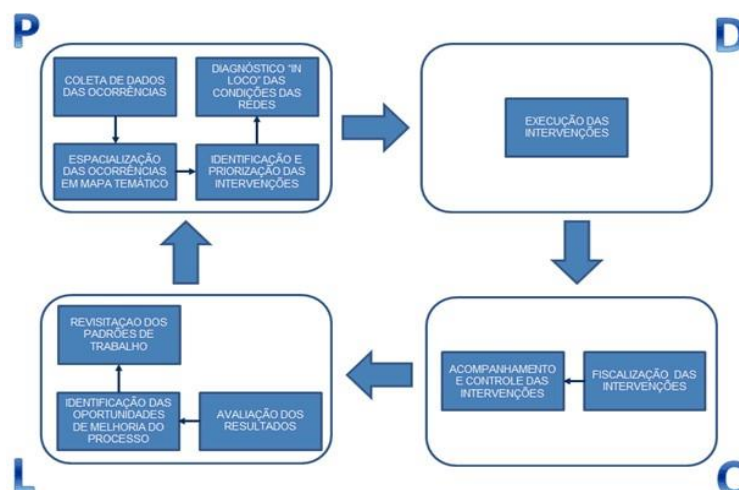 P
COLETA DE DADOS
DAS OCORRÊNCIAS
DIAGNÓSTICO "IN
LOCO" DAS
CONDIÇÕES DAS
REDES
ESPACIALIZAÇÃO
DAS OCORRÊNCIAS
EM MAPA TEMÁTICO
IDENTIFICAÇÃO E
PRIORIZAÇÃO DAS
INTERVENÇÕES
D
EXECUÇÃO DAS
INTERVENÇÕES
REVISITAÇAO DOS
PADRÕES DE
TRABALHO
IDENTIFICAÇÃO DAS
OPORTUNIDADES
DE MELHORIA DO
PROCESSO
AVALIAÇÃO DOS
RESULTADOS
L
ACOMPANHAMENTO
E CONTROLE DAS
INTERVENÇÕES
FISCALIZAÇÃO DAS
INTERVENÇÕES
C